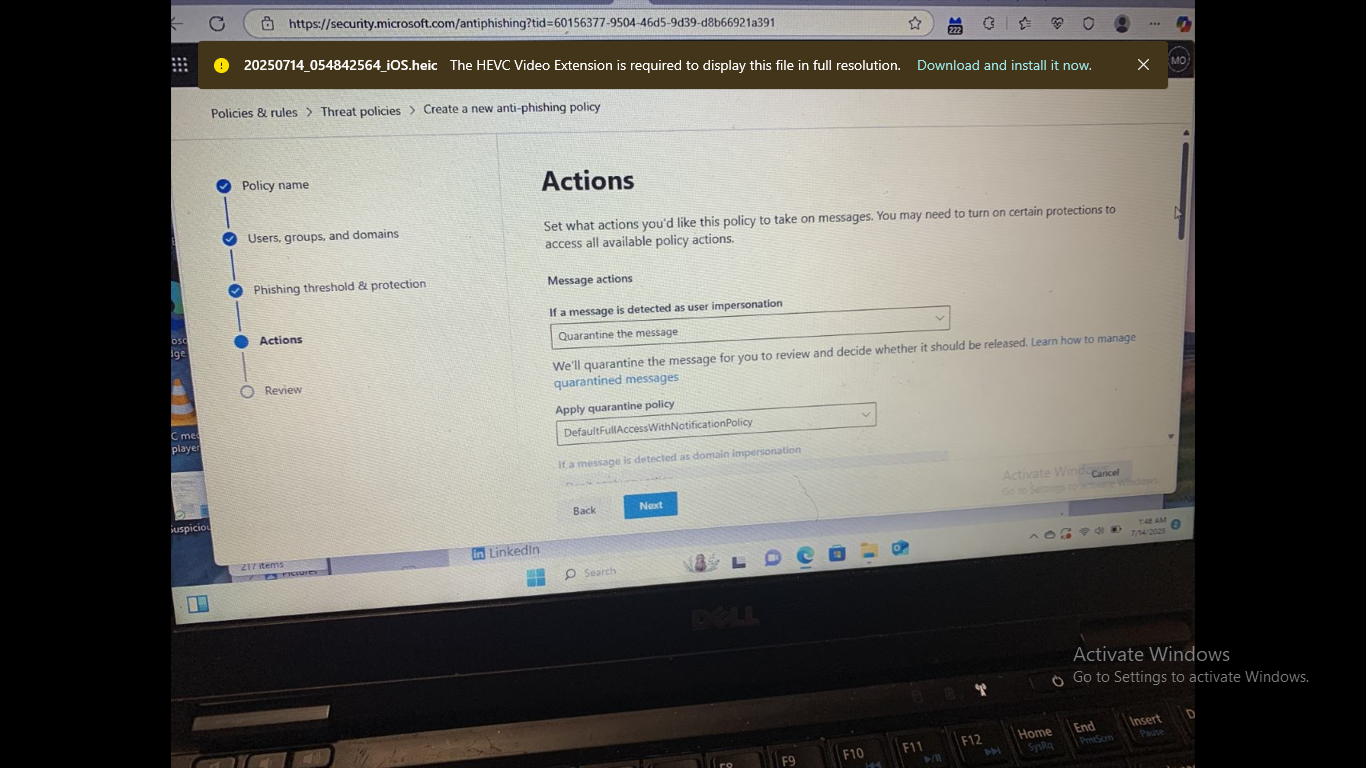 https://security.microsoft.com/antiphishing?tid=60156377-9504-46d5-9d39-d8b66921a391
222
20250714_054842564_iOS.heic The HEVC Video Extension is required to display this file in full resolution. Download and install it now.
MO
Policies & rules > Threat policies > Create a new anti-phishing policy
Policy name
Users, groups, and domains
Phishing threshold & protection
Actions
Review
Actions
Set what actions you'd like this policy to take on messages. You may need to turn on certain protections to
access all available policy actions.
Message actions
If a message is detected as user impersonation
Quarantine the message
We'll quarantine the message for you to review and decide whether it should be released. Learn how to manage
quarantined messages
Apply quarantine policy
DefaultFullAccessWithNotificationPolicy
If a message is detected as domain impersonation
Back
Next
Cancel
Activate Windows
Go to Settings to activate Windows.
C med
player
uspiciou
217 items
Pictures
LinkedIn
Search
1:48 AM
7/14/2025
DELL
Activate Windows
Go to Settings to activate Windows.
F9
F10
F11
F12
Home
SysRq
End
PrntScrn
Insert
Pause
D